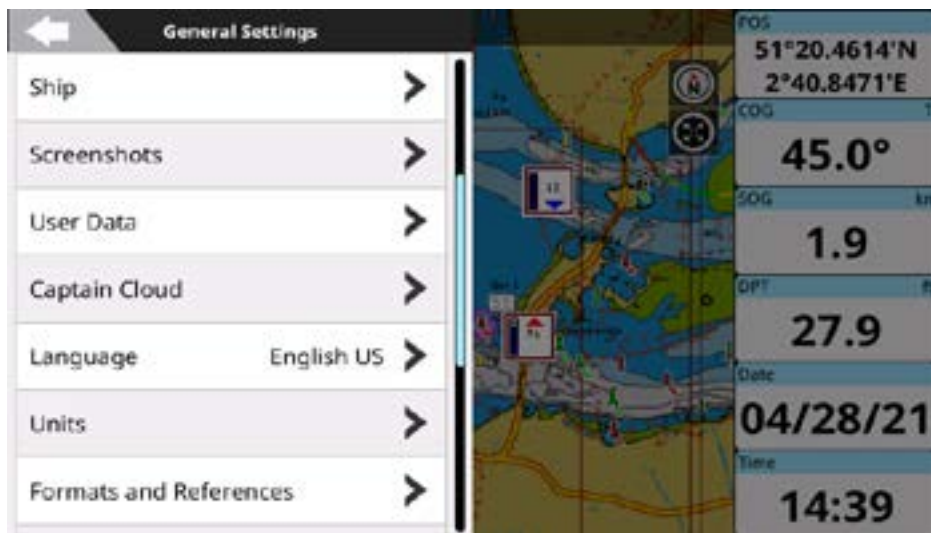 General Settings
Ship
Screenshots
User Data
Captain Cloud
Language English US
Units
Formats and References
POS
51°20.4614'N
2°40.8471'E
COG T
45.0°
SOG
1.9
DPT
27.9
Date
04/28/21
Time
14:39
N